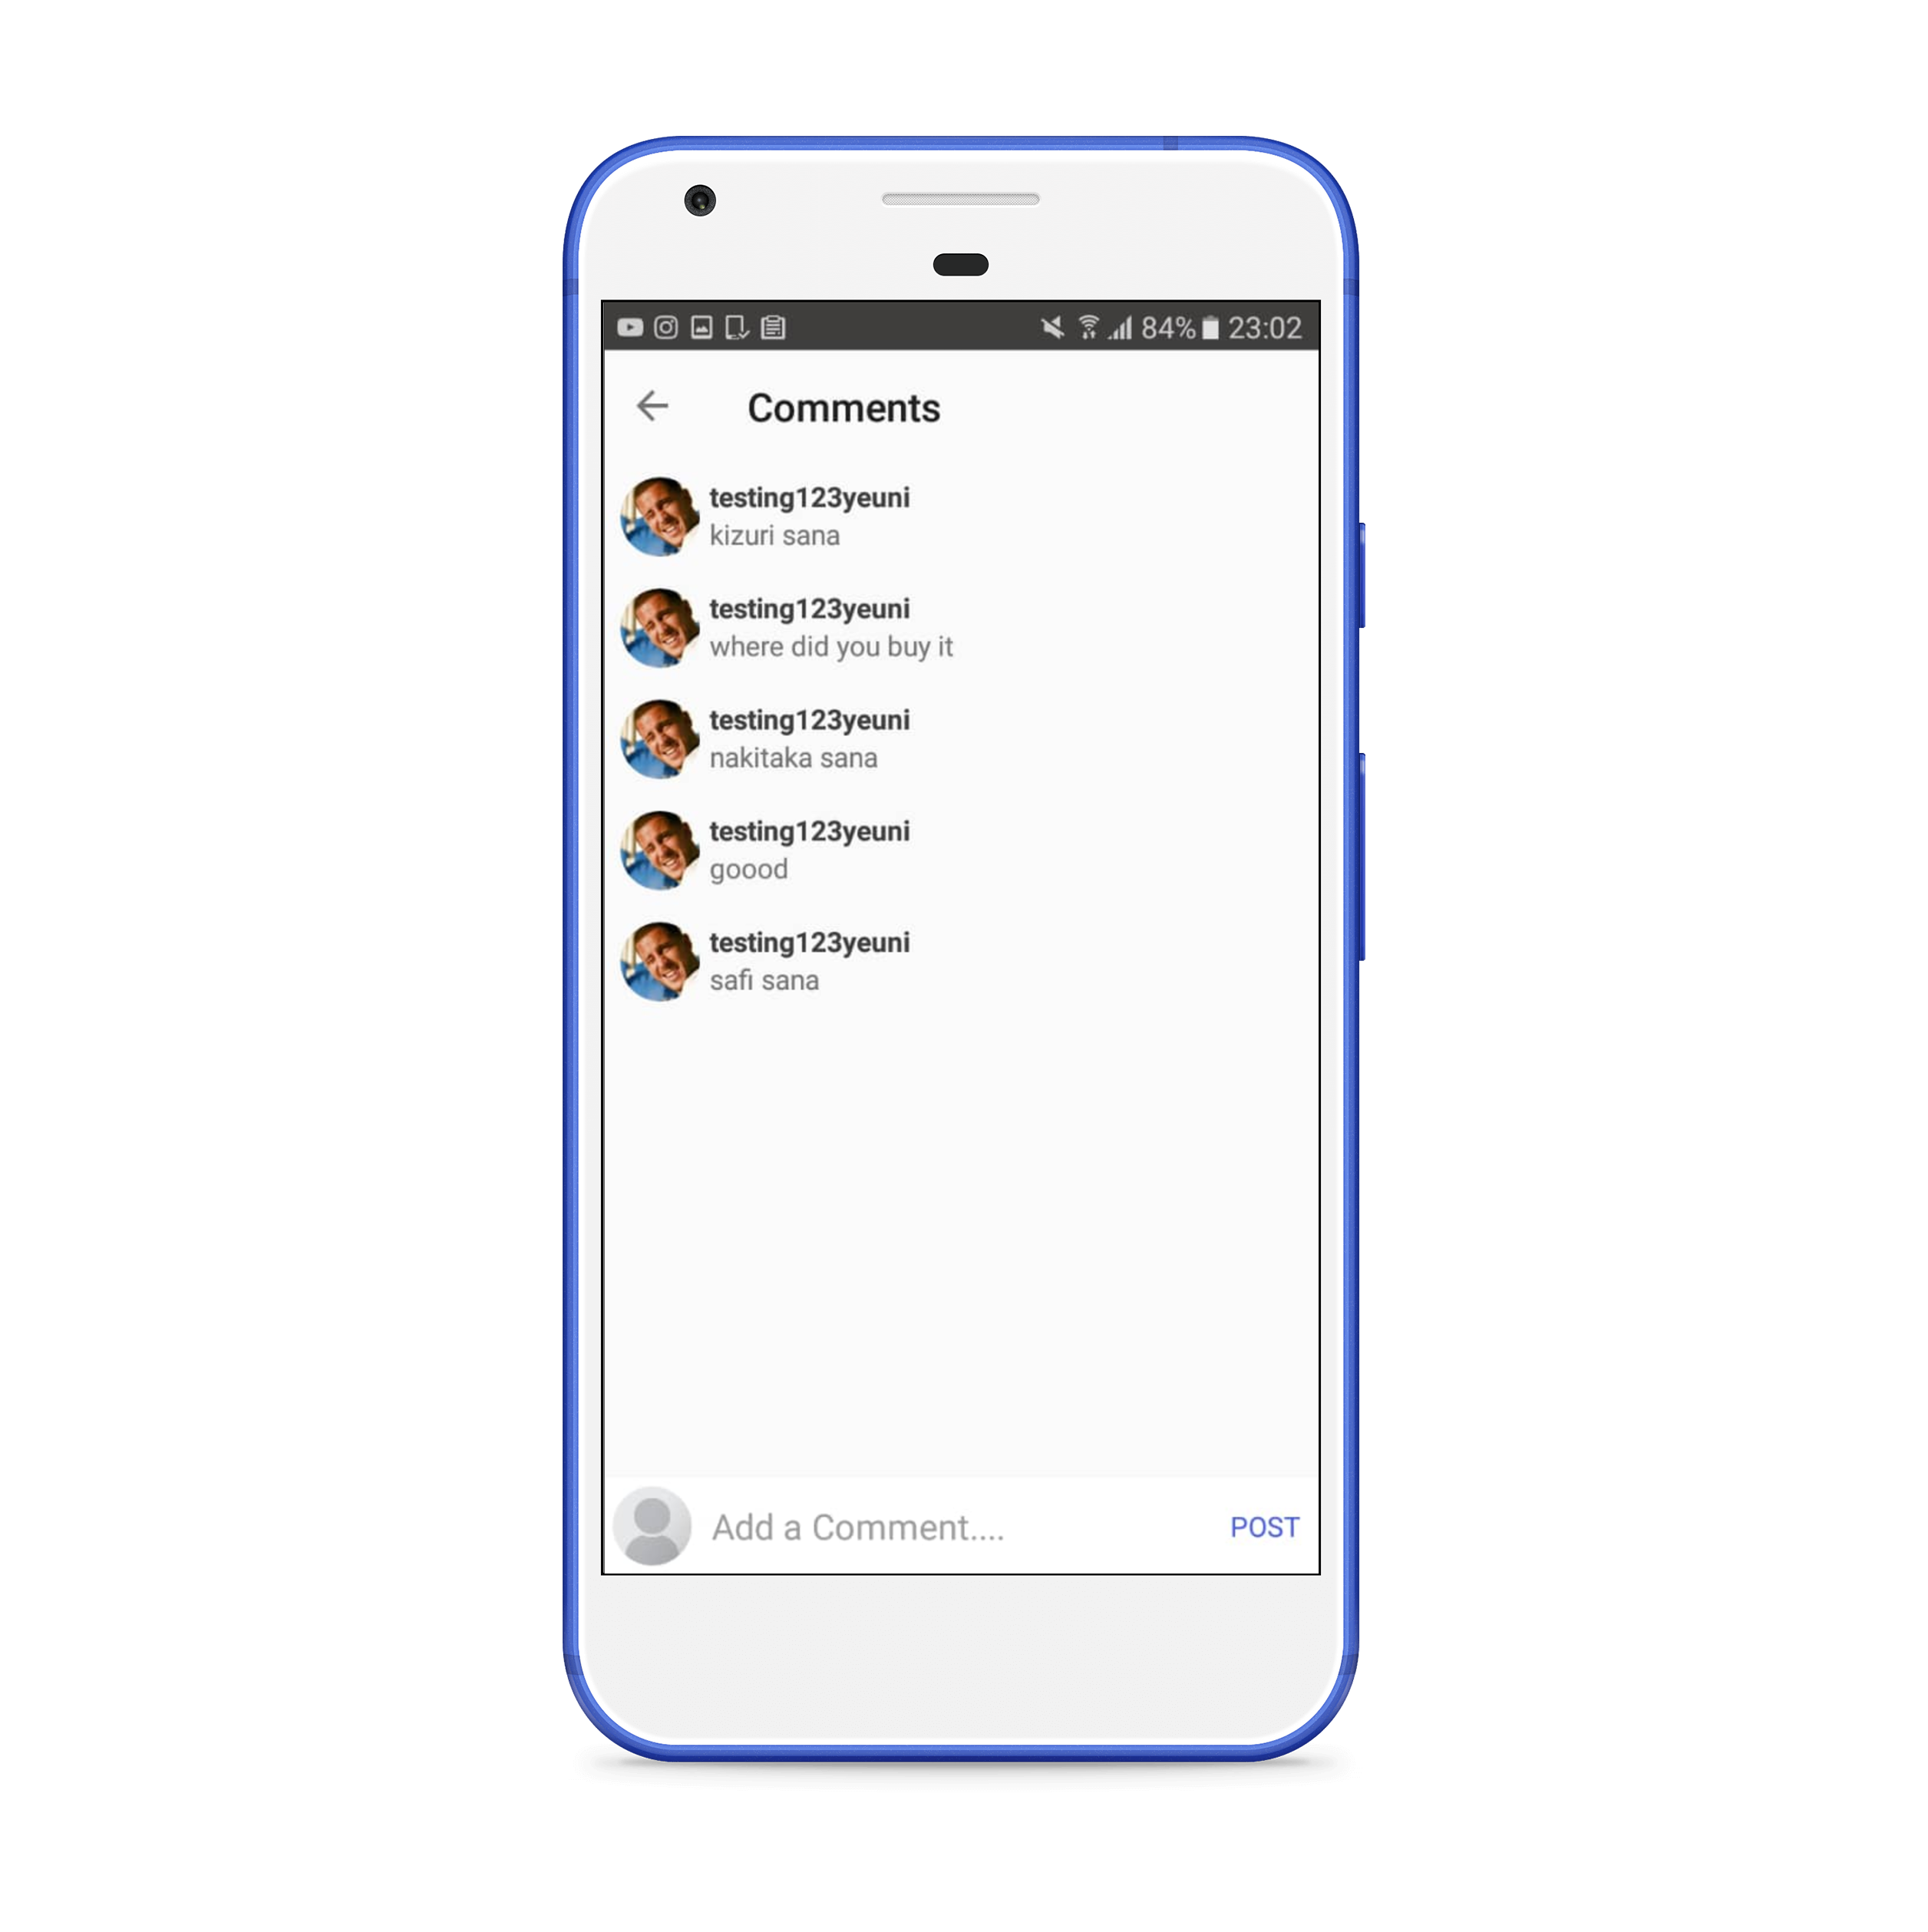 84% 23:02
Comments
testing123yeuni
kizuri sana
testing123yeuni
where did you buy it
testing123yeuni
nakitaka sana
testing123yeuni
goood
testing123yeuni
safi sana
Add a Comment.... POST